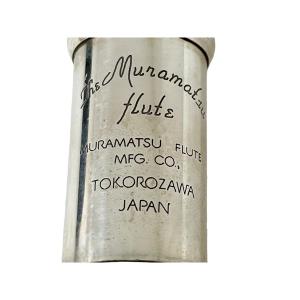 The Muramatsu
flute
MURAMATSU FLUTE
MFG. CO.,
TOKOROZAWA
JAPAN